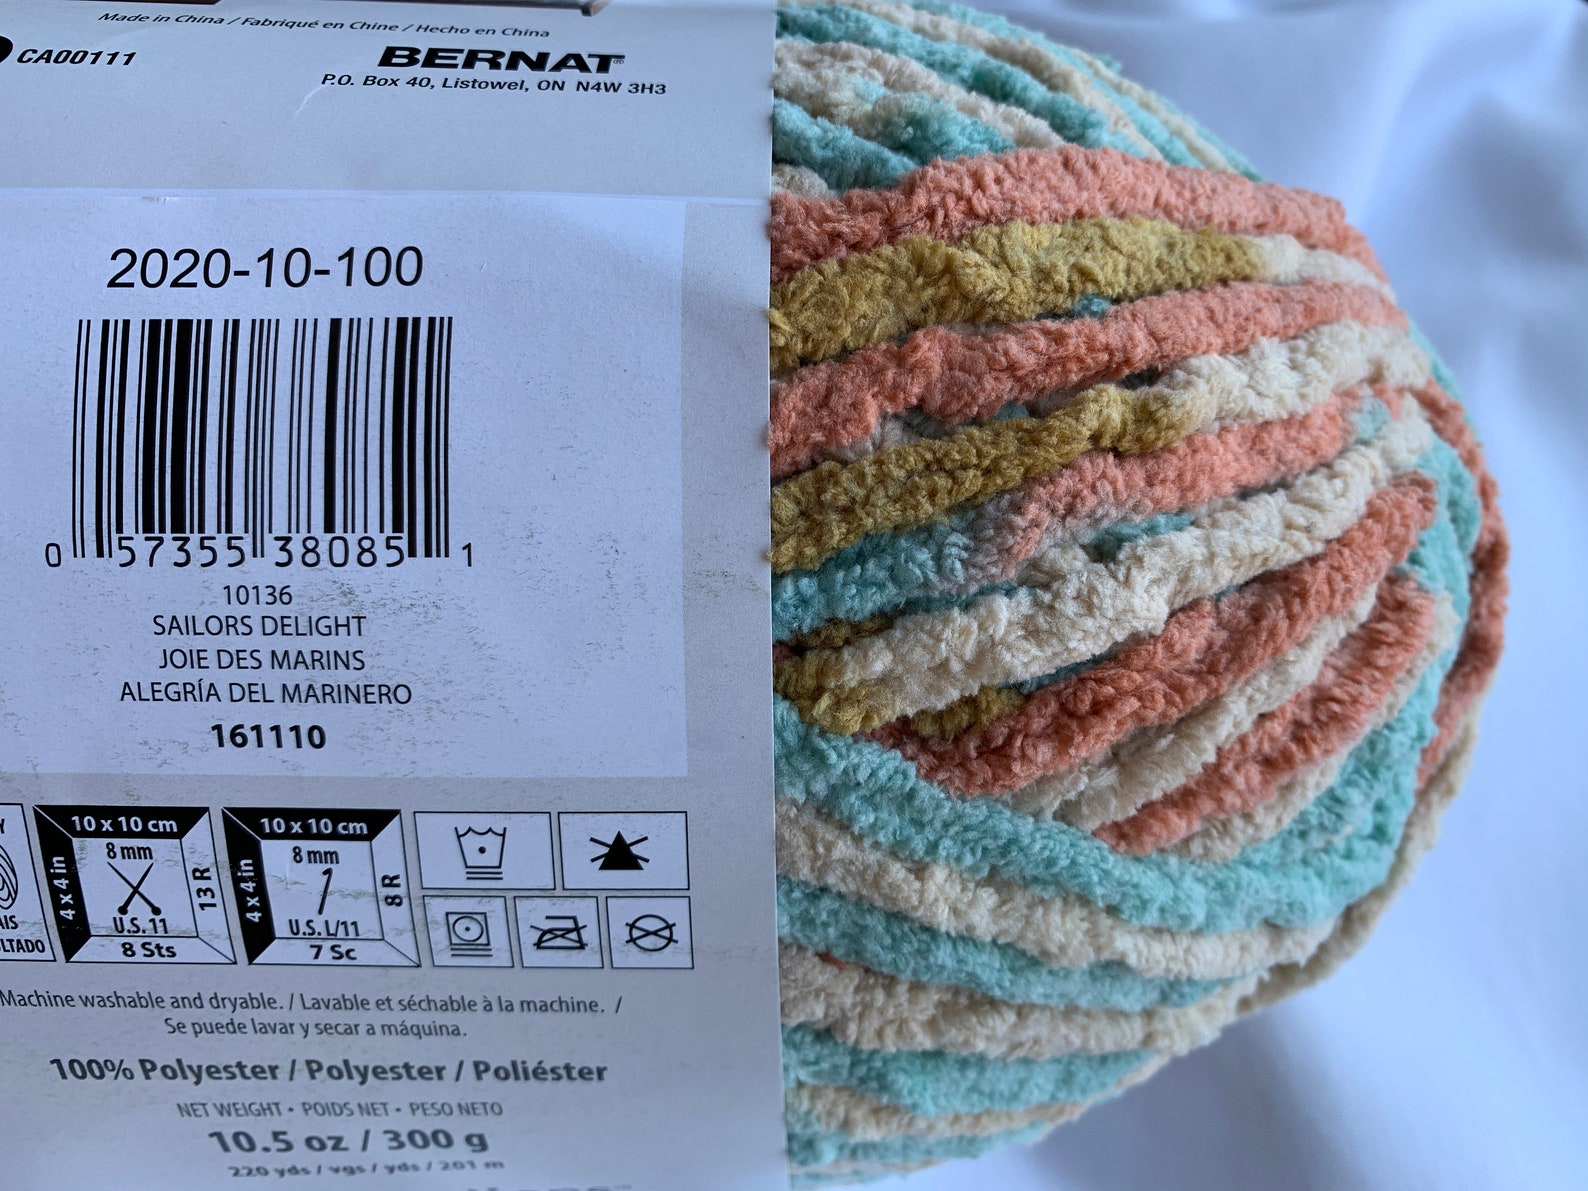 Made in China / Fabriqué en Chine / Hecho en China
CA00111
BERNAT®
P.O. Box 40, Listowel, ON N4W 3H3
2020-10-100
0 57355 38085 1
10136
SAILORS DELIGHT
JOIE DES MARINS
ALEGRÍA DEL MARINERO
161110
10 x 10 cm
4 x 4 in
8 mm
13 R
U.S. 11
8 Sts
10 x 10 cm
4 x 4 in
8 mm
8 R
U.S. L/11
7 Sc
Machine washable and dryable. / Lavable et séchable à la machine. /
Se puede lavar y secar a máquina.
100% Polyester / Polyester / Poliéster
NET WEIGHT • POIDS NET • PESO NETO
10.5 oz / 300 g
220 yds / vgs / yds / 201 m